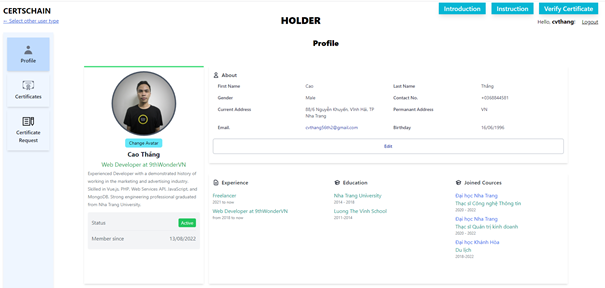 CERTSCHAIN
Introduction
Instruction
Verify Certificate
<- Select other user type
HOLDER
Hello, cvthang!
Logout
Profile
Profile
Certificates
Certificate
Request
Change Avatar
Cao Thắng
Web Developer at 9thWonderVN
Experienced Developer with a demonstrated history of
working in the marketing and advertising industry.
Skilled in Vue.js, PHP, Web Services API, JavaScript, and
MongoDB. Strong engineering professional graduated
from Nha Trang University.
Status
Active
Member since
13/08/2022
About
First Name
Cao
Last Name
Thắng
Gender
Male
Contact No.
Current Address
Nguyễn Khuyến, Vĩnh Hải, TP
Nha Trang
Permanant Address
VN
Email.
Birthday
16/06/1996
Edit
Experience
Freelancer
2021 to now
Web Developer at 9thWonderVN
from 2018 to now
Education
Nha Trang University
2014 - 2018
Luong The Vinh School
2011-2014
Joined Cources
Đại học Nha Trang
Thạc sĩ Công nghệ Thông tin
2020 - 2022
Đại học Nha Trang
Thạc sĩ Quản trị kinh doanh
2020 - 2022
Đại học Khánh Hòa
Du lịch
2018-2022